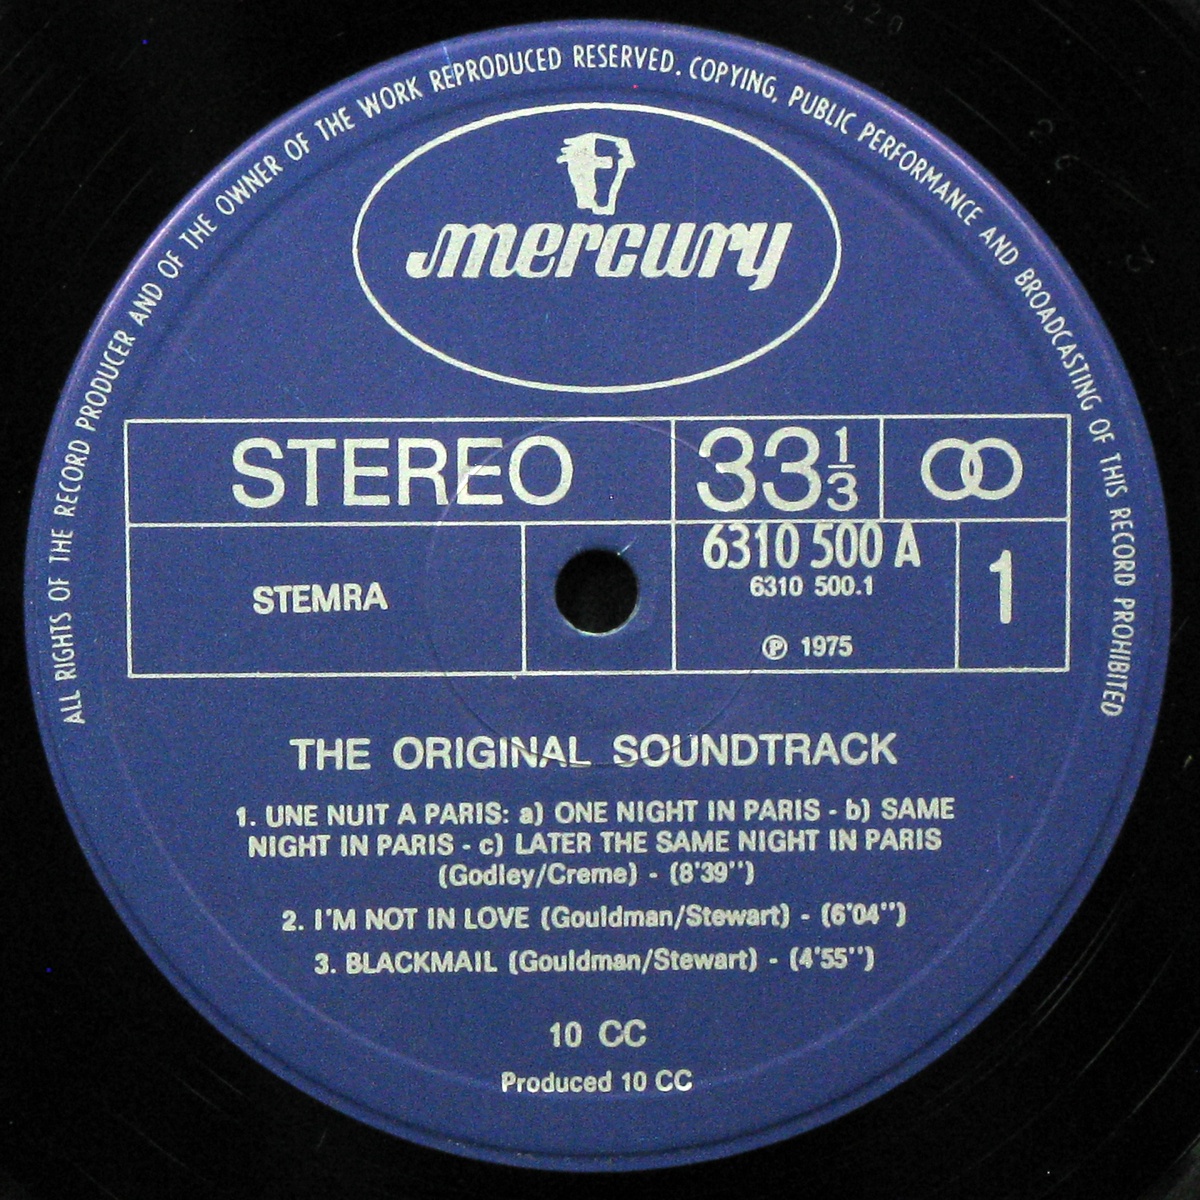 ALL RIGHTS OF THE RECORD PRODUCER AND OF THE OWNER OF THE WORK REPRODUCED RESERVED. COPYING, PUBLIC PERFORMANCE AND BROADCASTING OF THIS RECORD PROHIBITED
mercury
STEREO
33 1/3
6310 500 A
6310 500.1
1
STEMRA
℗ 1975
THE ORIGINAL SOUNDTRACK
1. UNE NUIT A PARIS: a) ONE NIGHT IN PARIS - b) SAME
NIGHT IN PARIS - c) LATER THE SAME NIGHT IN PARIS
(Godley/Creme) - (8'39'')
2. I'M NOT IN LOVE (Gouldman/Stewart) - (6'04'')
3. BLACKMAIL (Gouldman/Stewart) - (4'55'')
10 CC
Produced 10 CC